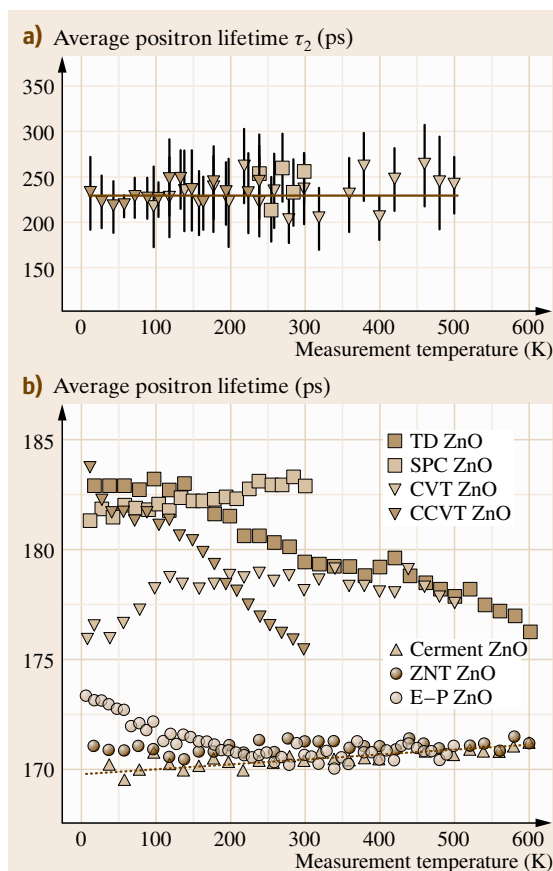 a) Average positron lifetime τ2 (ps)
350
300
250
200
150
0 100 200 300 400 500 600
Measurement temperature (K)
b) Average positron lifetime (ps)
185
TD ZnO
SPC ZnO
CVT ZnO
CCVT ZnO
180
175
Cerment ZnO
ZNT ZnO
E–P ZnO
170
0 100 200 300 400 500 600
Measurement temperature (K)